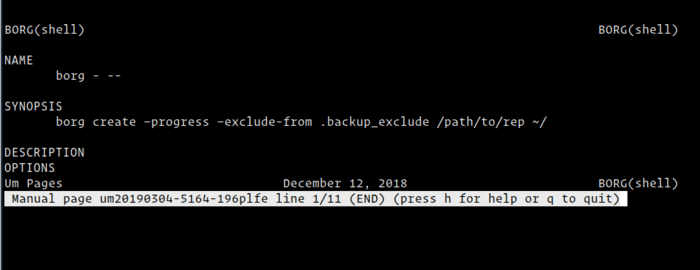 BORG(shell) BORG(shell)
NAME
borg - --
SYNOPSIS
borg create –progress –exclude-from .backup_exclude /path/to/rep ~/
DESCRIPTION
OPTIONS
Um Pages December 12, 2018 BORG(shell)
Manual page um20190304-5164-196plfe line 1/11 (END) (press h for help or q to quit)